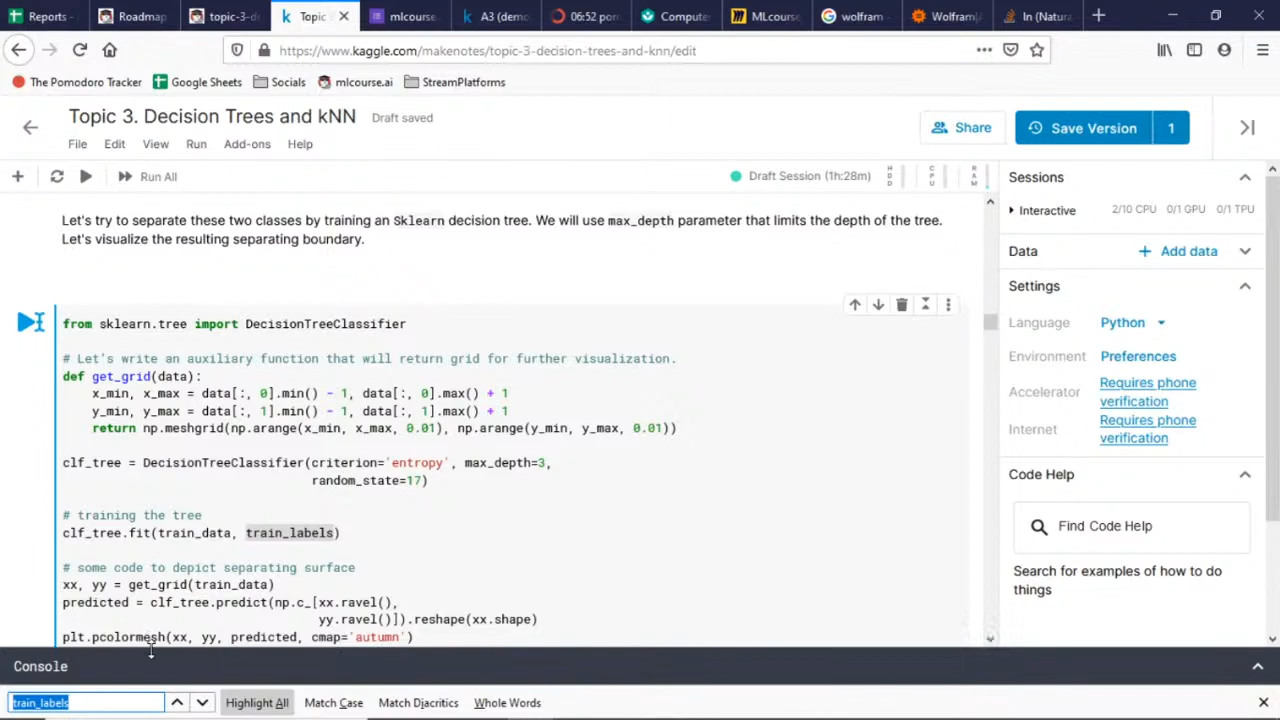 Reports -
Roadmap
topic-3-d
Topic
mlcourse.
A3 (demo
06:52 pom
Compute
MLcours
wolfram -
Wolfram|A
In (Natura
https://www.kaggle.com/makenotes/topic-3-decision-trees-and-knn/edit
The Pomodoro Tracker
Google Sheets
Socials
mlcourse.ai
StreamPlatforms
Topic 3. Decision Trees and kNN
Draft saved
Share
Save Version
1
File Edit View Run Add-ons Help
Run All
Draft Session (1h:28m)
HDD
CPU
RAM
Let's try to separate these two classes by training an Sklearn decision tree. We will use max_depth parameter that limits the depth of the tree.
Let's visualize the resulting separating boundary.
from sklearn.tree import DecisionTreeClassifier
# Let's write an auxiliary function that will return grid for further visualization.
def get_grid(data):
x_min, x_max = data[:, 0].min() - 1, data[:, 0].max() + 1
y_min, y_max = data[:, 1].min() - 1, data[:, 1].max() + 1
return np.meshgrid(np.arange(x_min, x_max, 0.01), np.arange(y_min, y_max, 0.01))
clf_tree = DecisionTreeClassifier(criterion='entropy', max_depth=3,
random_state=17)
# training the tree
clf_tree.fit(train_data, train_labels)
# some code to depict separating surface
xx, yy = get_grid(train_data)
predicted = clf_tree.predict(np.c_[xx.ravel(),
yy.ravel()]).reshape(xx.shape)
plt.pcolormesh(xx, yy, predicted, cmap='autumn')
Sessions
Interactive
2/10 CPU 0/1 GPU 0/1 TPU
Data
+ Add data
Settings
Language
Python
Environment
Preferences
Accelerator
Requires phone
verification
Internet
Requires phone
verification
Code Help
Find Code Help
Search for examples of how to do
things
Console
train_labels
Highlight All
Match Case
Match Diacritics
Whole Words